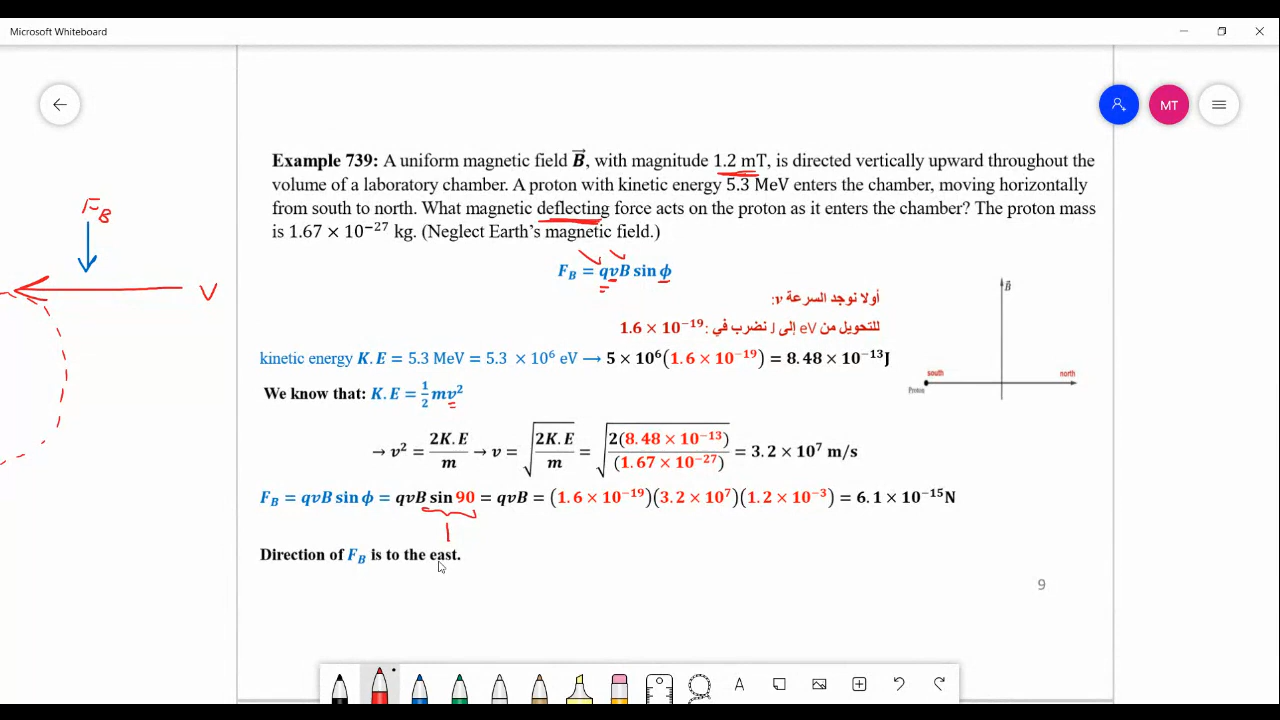 Microsoft Whiteboard
MT
Example 739: A uniform magnetic field B⃗, with magnitude 1.2 mT, is directed vertically upward throughout the
volume of a laboratory chamber. A proton with kinetic energy 5.3 MeV enters the chamber, moving horizontally
from south to north. What magnetic deflecting force acts on the proton as it enters the chamber? The proton mass
is 1.67 × 10⁻²⁷ kg. (Neglect Earth's magnetic field.)
F_B = qvB sin ϕ
أولا نوجد السرعة v:
للتحويل من eV إلى J نضرب في: 1.6 × 10⁻¹⁹
kinetic energy K.E = 5.3 MeV = 5.3 × 10⁶ eV → 5 × 10⁶(1.6 × 10⁻¹⁹) = 8.48 × 10⁻¹³J
We know that: K.E = ½mv²
→ v² = 2K.E/m → v = √(2K.E/m) = √(2(8.48 × 10⁻¹³)/(1.67 × 10⁻²⁷)) = 3.2 × 10⁷ m/s
F_B = qvB sin ϕ = qvB sin 90 = qvB = (1.6 × 10⁻¹⁹)(3.2 × 10⁷)(1.2 × 10⁻³) = 6.1 × 10⁻¹⁵N
1
Direction of F_B is to the east.
9
B⃗
south
north
Proton
F_B
V
A